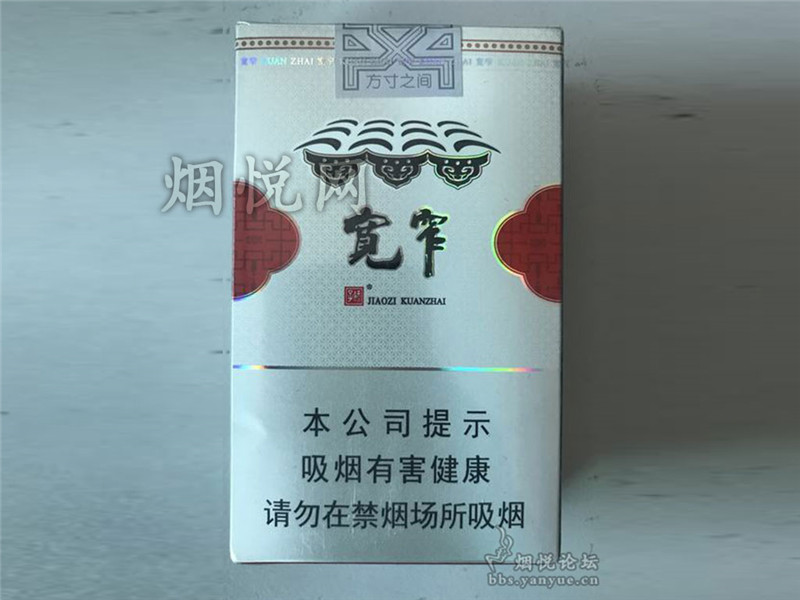 方寸之间
烟悦网
宽窄
JIAOZI KUANZHAI
本公司提示
吸烟有害健康
请勿在禁烟场所吸烟
烟悦论坛
bbs.yanyue.cn